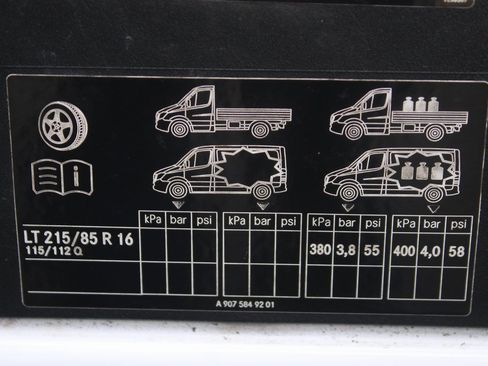 i
kPa bar psi kPa bar psi kPa bar psi kPa bar psi
LT 215/85 R 16 380 3,8 55 400 4,0 58
115/112 Q
A 907 584 92 01